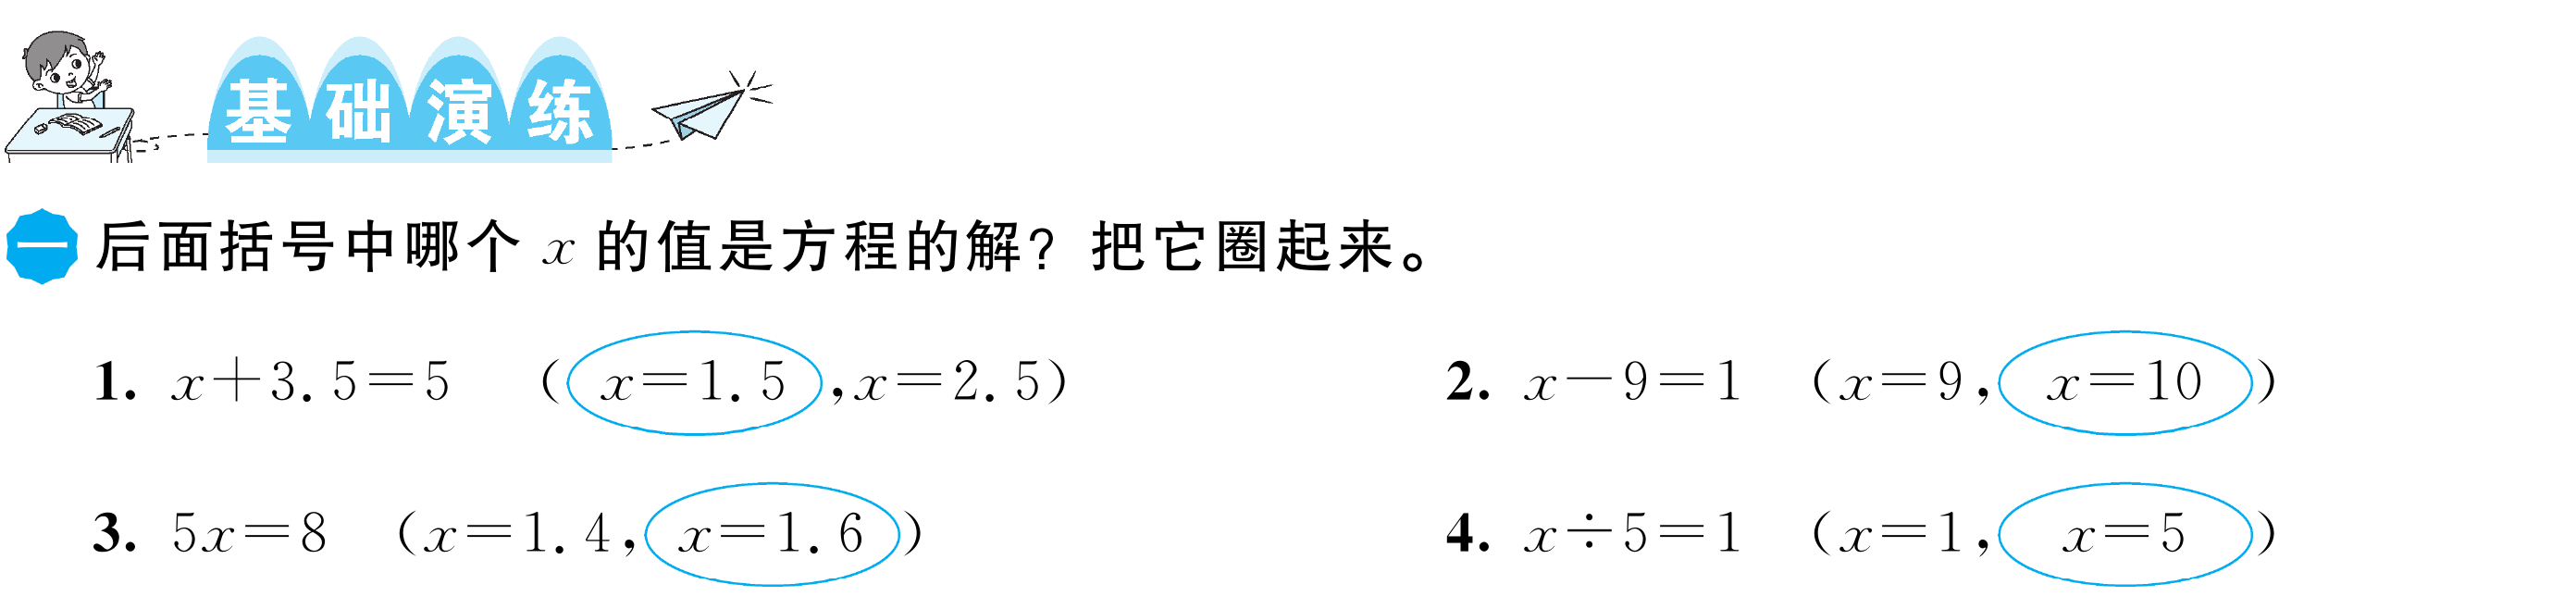 基础演练
一 后面括号中哪个 x 的值是方程的解？把它圈起来。
1. x+3.5=5 (x=1.5,x=2.5) 2. x-9=1 (x=9,x=10)
3. 5x=8 (x=1.4,x=1.6) 4. x÷5=1 (x=1,x=5)